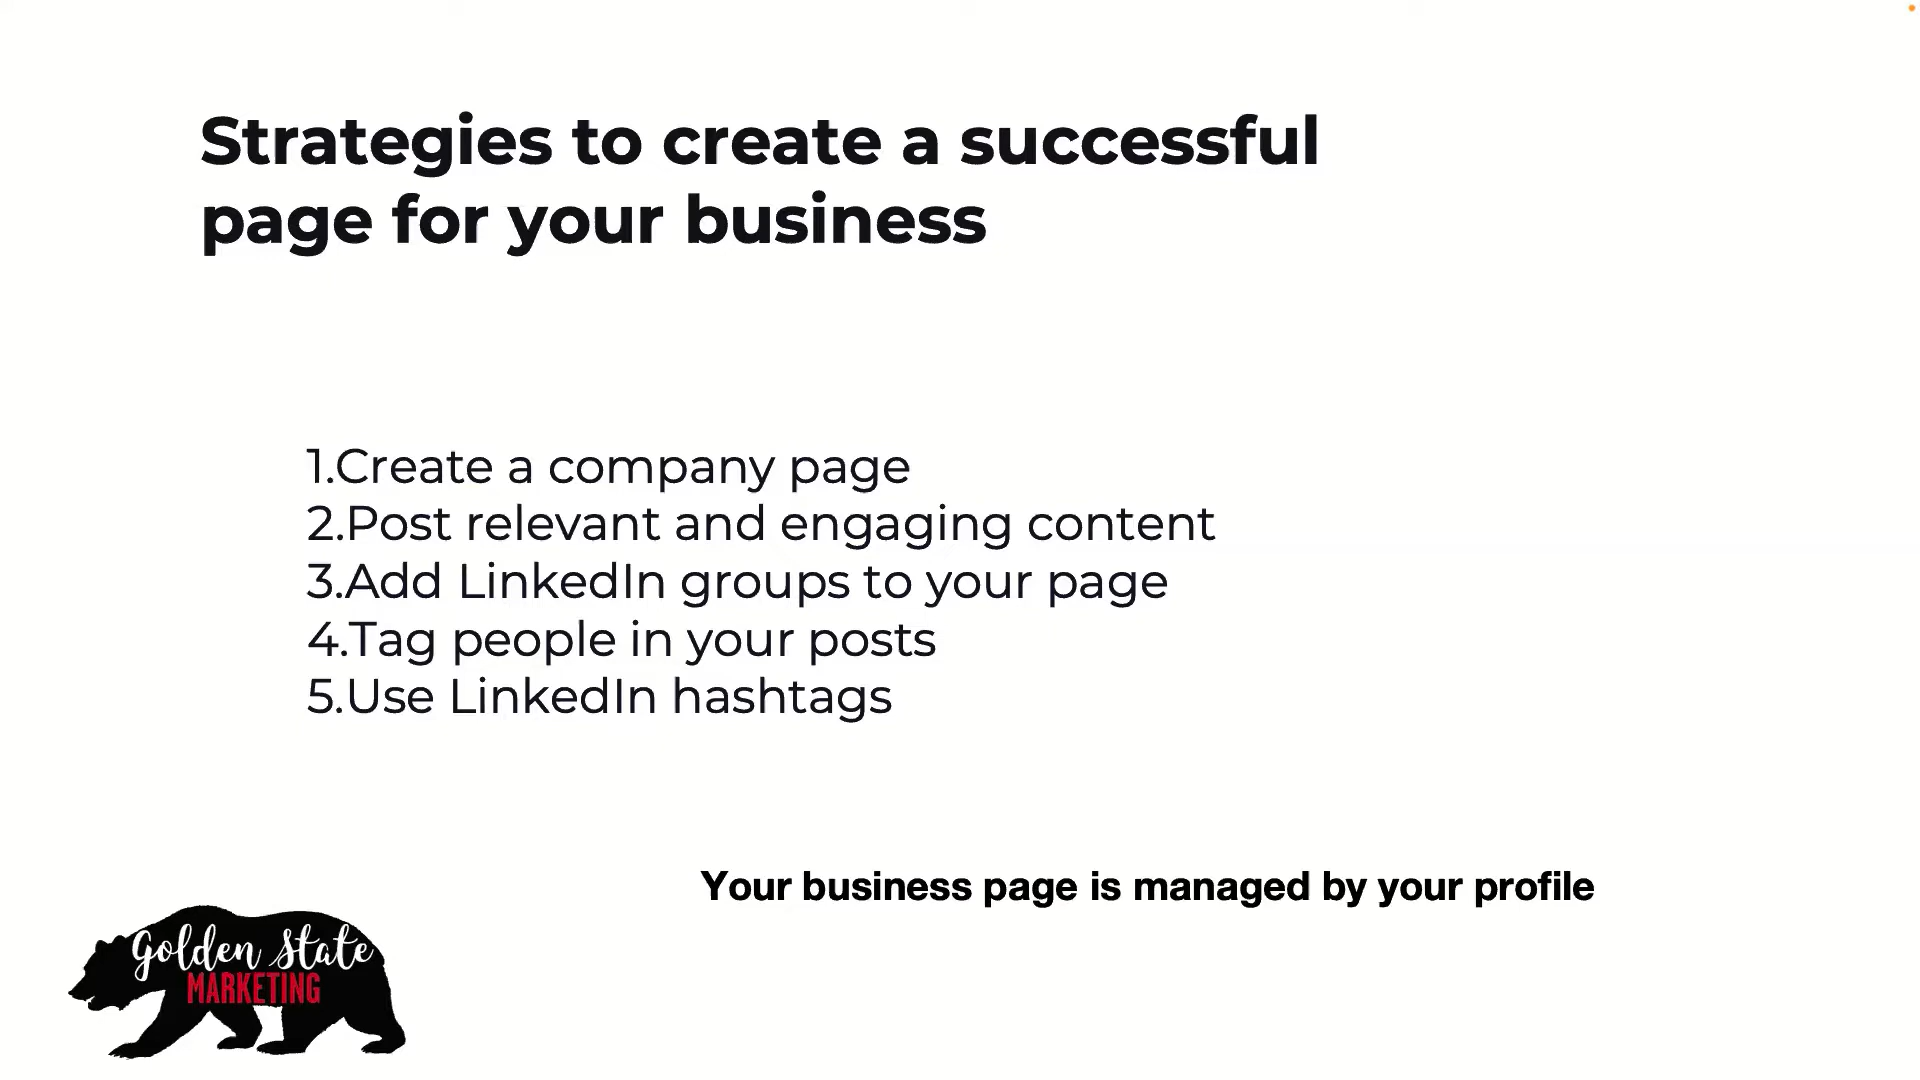 Strategies to create a successful
page for your business
1.Create a company page
2.Post relevant and engaging content
3.Add LinkedIn groups to your page
4.Tag people in your posts
5.Use LinkedIn hashtags
Your business page is managed by your profile
Golden State
MARKETING